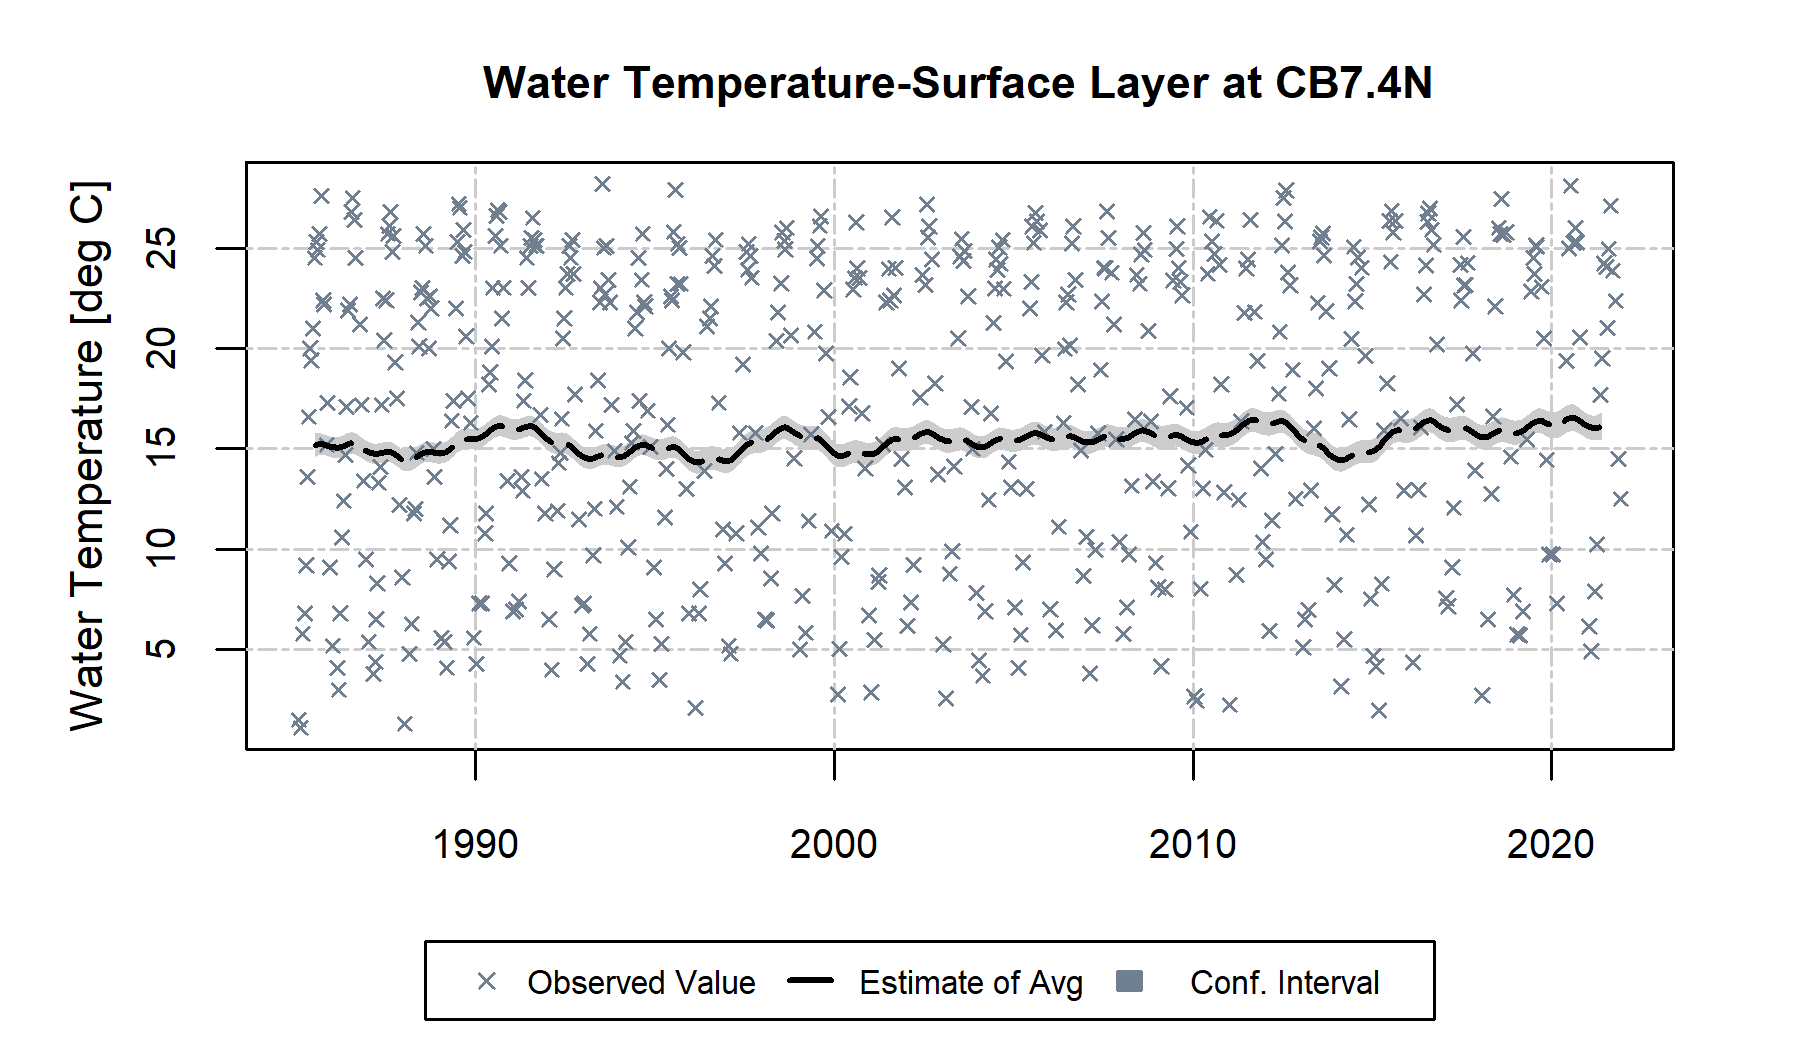 Water Temperature-Surface Layer at CB7.4N
Water Temperature [deg C]
25
20
15
10
5
1990 2000 2010 2020
Observed Value Estimate of Avg Conf. Interval